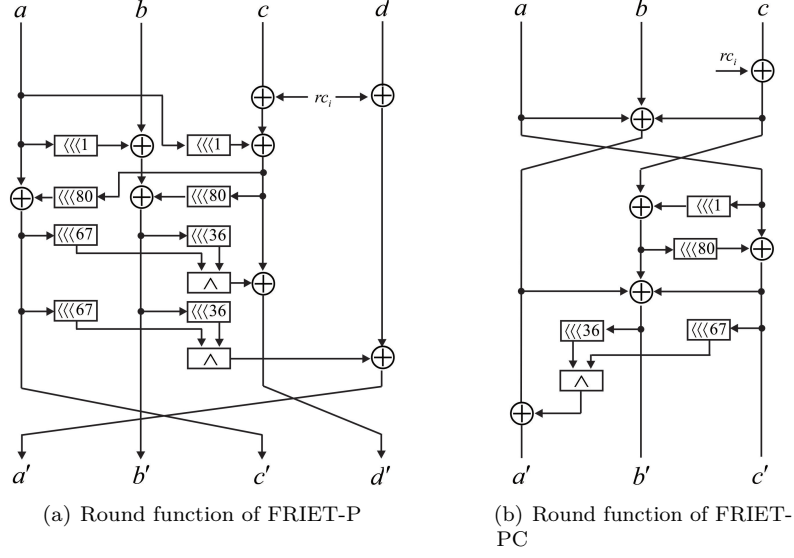 a b c d
rc_i
⋘1 ⋘1
⋘80 ⋘80
⋘67 ⋘36
∧
⋘67 ⋘36
∧
a′ b′ c′ d′
(a) Round function of FRIET-P
a b c
rc_i
⋘1
⋘80
⋘36 ⋘67
∧
a′ b′ c′
(b) Round function of FRIET-
PC